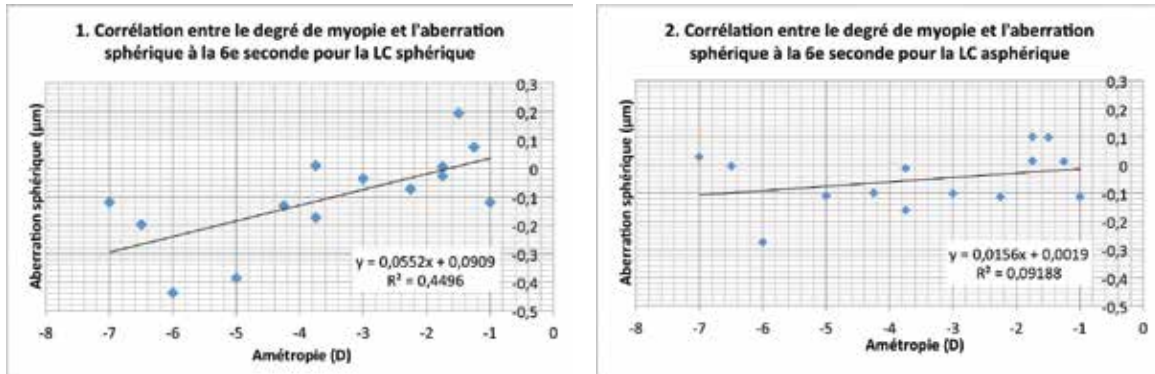 1. Corrélation entre le degré de myopie et l'aberration
sphérique à la 6e seconde pour la LC sphérique
Aberration sphérique (µm)
0,3
0,2
0,1
0
-0,1
-0,2
-0,3
-0,4
-0,5
y = 0,0552x + 0,0909
R² = 0,4496
-8 -7 -6 -5 -4 -3 -2 -1 0
Amétropie (D)
2. Corrélation entre le degré de myopie et l'aberration
sphérique à la 6e seconde pour la LC asphérique
Aberration sphérique (µm)
0,3
0,2
0,1
0
-0,1
-0,2
-0,3
-0,4
-0,5
y = 0,0156x + 0,0019
R² = 0,09188
-8 -7 -6 -5 -4 -3 -2 -1 0
Amétropie (D)